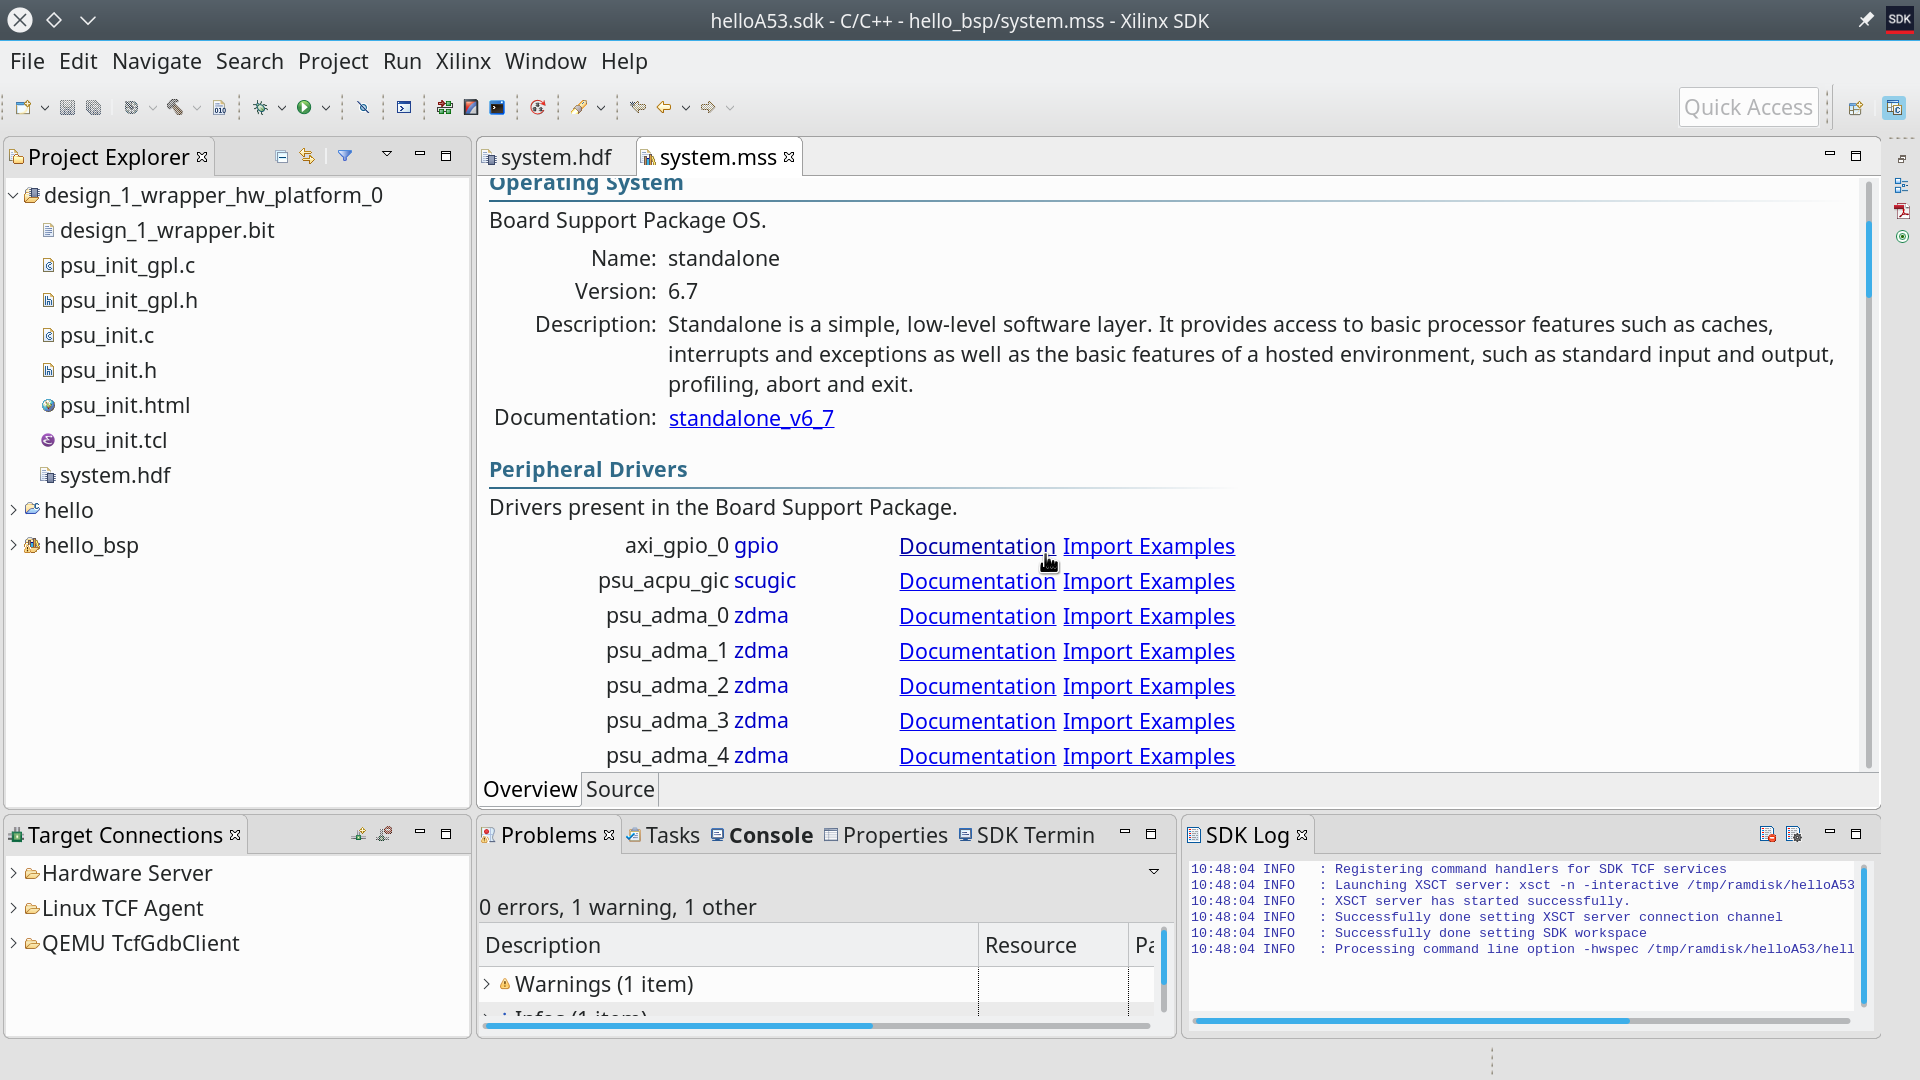 helloA53.sdk - C/C++ - hello_bsp/system.mss - Xilinx SDK
SDK
File Edit Navigate Search Project Run Xilinx Window Help
Quick Access
Project Explorer
design_1_wrapper_hw_platform_0
design_1_wrapper.bit
psu_init_gpl.c
psu_init_gpl.h
psu_init.c
psu_init.h
psu_init.html
psu_init.tcl
system.hdf
hello
hello_bsp
system.hdf system.mss
Operating System
Board Support Package OS.
Name: standalone
Version: 6.7
Description: Standalone is a simple, low-level software layer. It provides access to basic processor features such as caches,
interrupts and exceptions as well as the basic features of a hosted environment, such as standard input and output,
profiling, abort and exit.
Documentation: standalone_v6_7
Peripheral Drivers
Drivers present in the Board Support Package.
axi_gpio_0 gpio Documentation Import Examples
psu_acpu_gic scugic Documentation Import Examples
psu_adma_0 zdma Documentation Import Examples
psu_adma_1 zdma Documentation Import Examples
psu_adma_2 zdma Documentation Import Examples
psu_adma_3 zdma Documentation Import Examples
psu_adma_4 zdma Documentation Import Examples
Overview Source
Target Connections
Hardware Server
Linux TCF Agent
QEMU TcfGdbClient
Problems Tasks Console Properties SDK Termin
0 errors, 1 warning, 1 other
Description Resource Pa
Warnings (1 item)
Infos (1 item)
SDK Log
10:48:04 INFO : Registering command handlers for SDK TCF services
10:48:04 INFO : Launching XSCT server: xsct -n -interactive /tmp/ramdisk/helloA53
10:48:04 INFO : XSCT server has started successfully.
10:48:04 INFO : Successfully done setting XSCT server connection channel
10:48:04 INFO : Successfully done setting SDK workspace
10:48:04 INFO : Processing command line option -hwspec /tmp/ramdisk/helloA53/hell